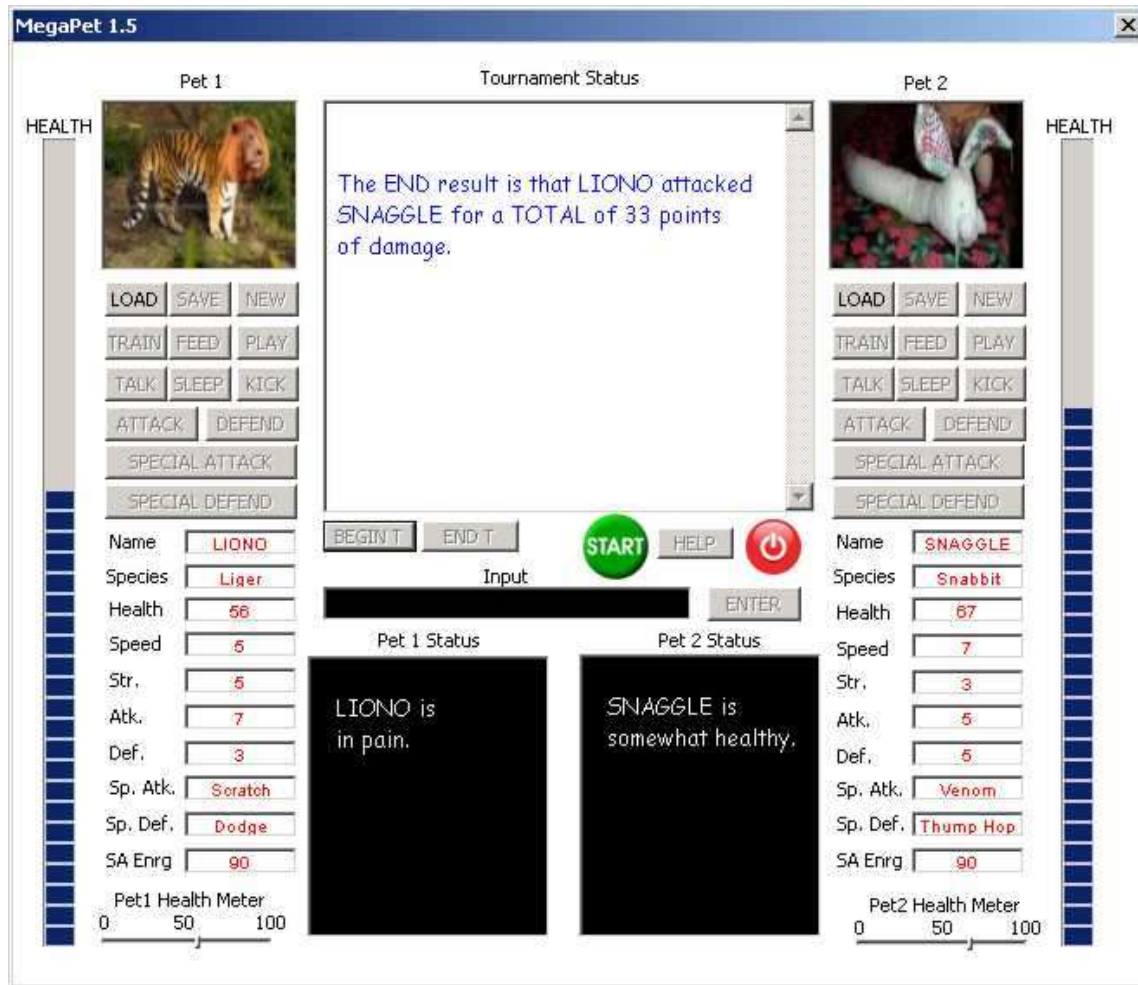 MegaPet 1.5
Pet 1
Tournament Status
Pet 2
HEALTH
HEALTH
The END result is that LIONO attacked
SNAGGLE for a TOTAL of 33 points
of damage.
LOAD SAVE NEW
TRAIN FEED PLAY
TALK SLEEP KICK
ATTACK DEFEND
SPECIAL ATTACK
SPECIAL DEFEND
LOAD SAVE NEW
TRAIN FEED PLAY
TALK SLEEP KICK
ATTACK DEFEND
SPECIAL ATTACK
SPECIAL DEFEND
BEGIN T END T START HELP
Input
ENTER
Name LIONO
Species Liger
Health 56
Speed 5
Str. 5
Atk. 7
Def. 3
Sp. Atk. Scratch
Sp. Def. Dodge
SA Enrg 90
Pet1 Health Meter
0 50 100
Pet 1 Status
LIONO is
in pain.
Pet 2 Status
SNAGGLE is
somewhat healthy.
Name SNAGGLE
Species Snabbit
Health 67
Speed 7
Str. 3
Atk. 5
Def. 5
Sp. Atk. Venom
Sp. Def. Thump Hop
SA Enrg 90
Pet2 Health Meter
0 50 100